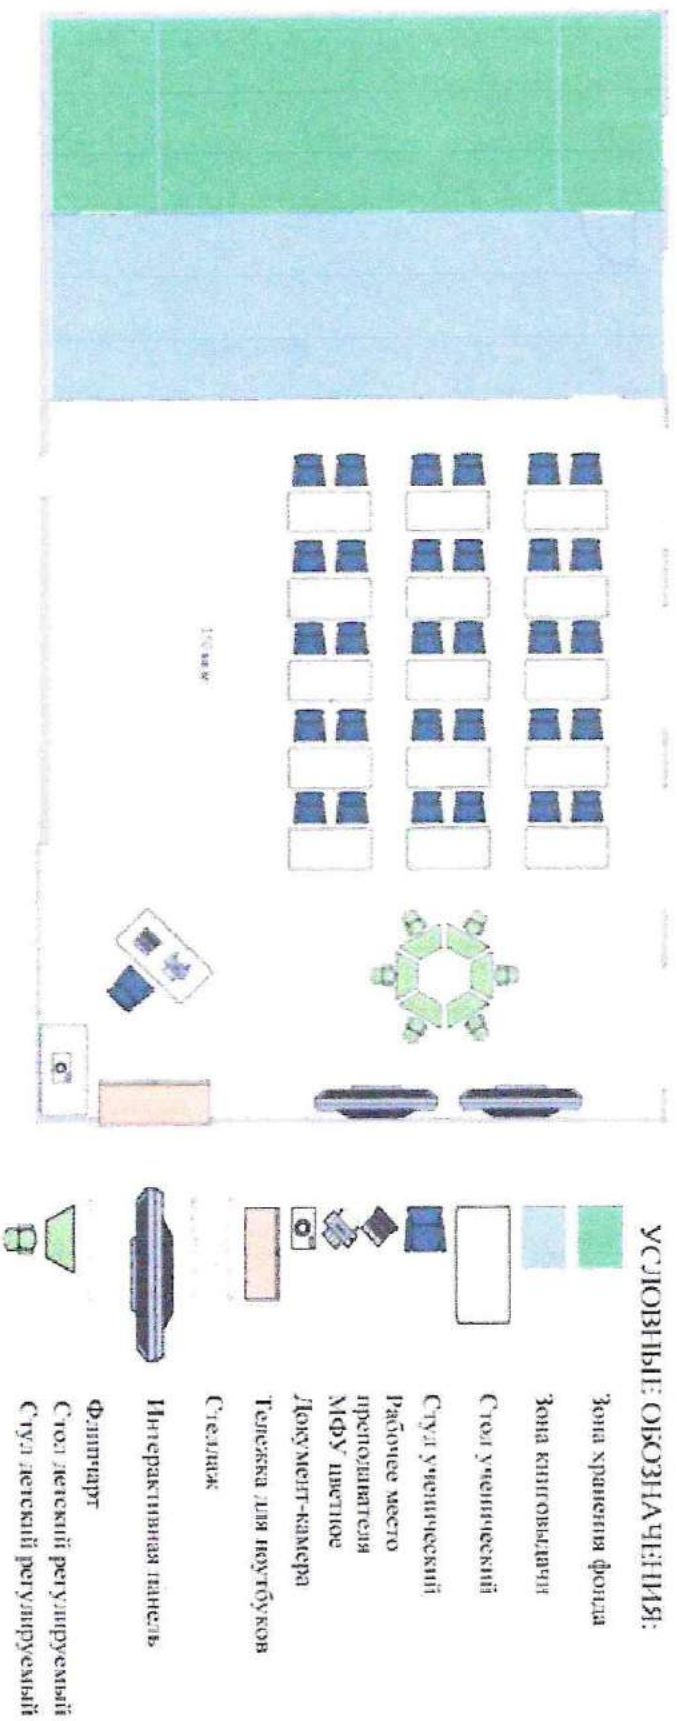 УСЛОВНЫЕ ОБОЗНАЧЕНИЯ:
Зона хранения фонда
Зона книговыдачи
Стол ученический
Стул ученический
Рабочее место
преподавателя
МФУ цветное
Документ-камера
Тележка для ноутбуков
Стеллаж
Интерактивная панель
Флипчарт
Стол детский регулируемый
Стул детский регулируемый